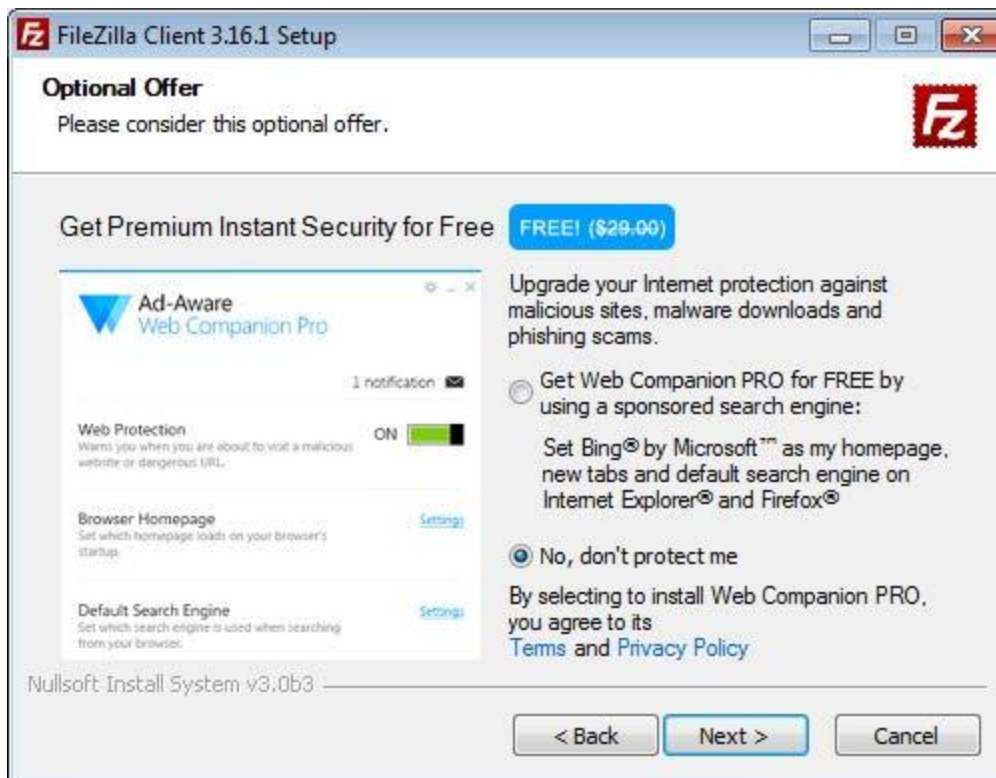 FileZilla Client 3.16.1 Setup
Optional Offer
Please consider this optional offer.
Fz
Get Premium Instant Security for Free
FREE! ($29.00)
Ad-Aware
Web Companion Pro
1 notification
Web Protection
ON
Warns you when you are about to visit a malicious
website or dangerous URL.
Browser Homepage
Settings
Set which homepage loads on your browser's
startup.
Default Search Engine
Settings
Set which search engine is used when searching
from your browser.
Upgrade your Internet protection against
malicious sites, malware downloads and
phishing scams.
Get Web Companion PRO for FREE by
using a sponsored search engine:
Set Bing® by Microsoft™ as my homepage,
new tabs and default search engine on
Internet Explorer® and Firefox®
No, don't protect me
By selecting to install Web Companion PRO,
you agree to its
Terms and Privacy Policy
Nullsoft Install System v3.0b3
< Back
Next >
Cancel